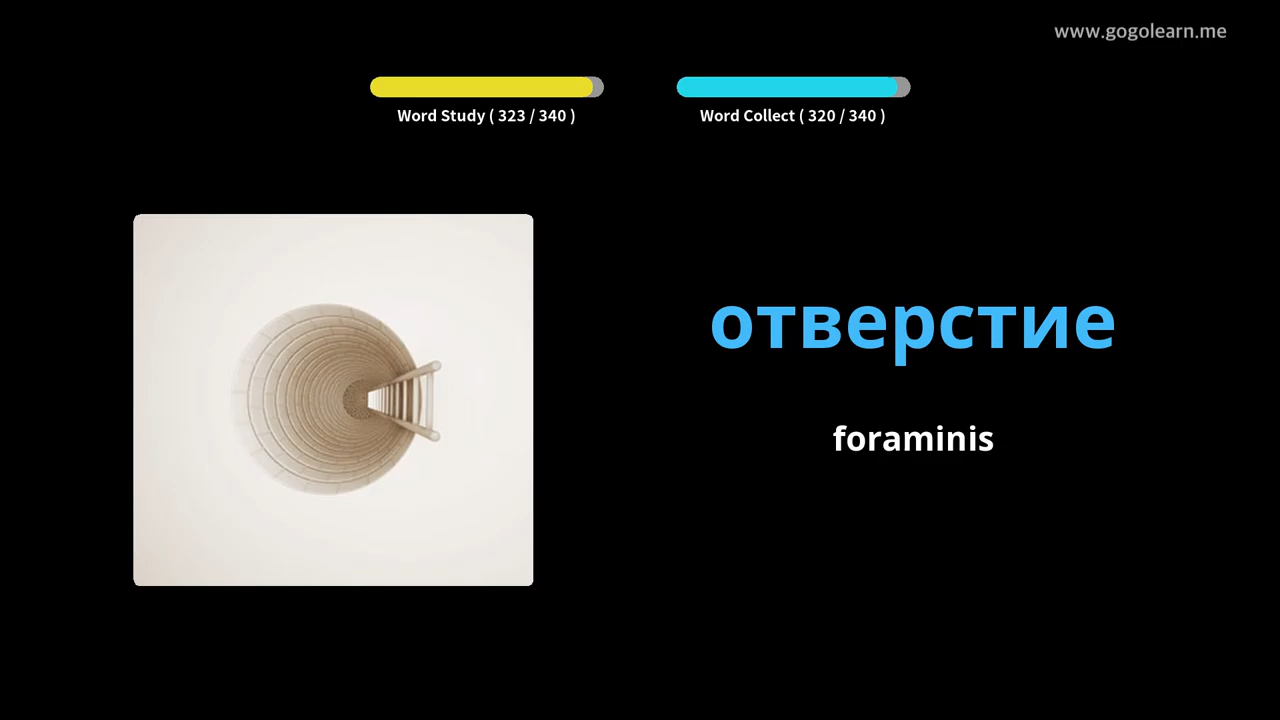 www.gogolearn.me
Word Study ( 323 / 340 )
Word Collect ( 320 / 340 )
отверстие
foraminis